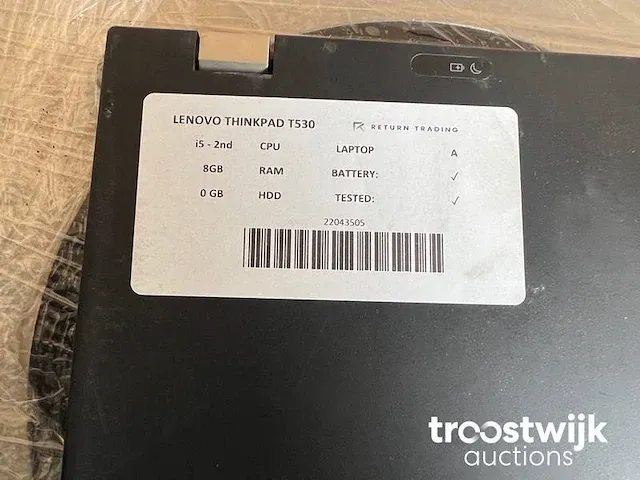 LENOVO THINKPAD T530 RETURN TRADING
i5 - 2nd CPU LAPTOP A
8GB RAM BATTERY: ✓
0 GB HDD TESTED: ✓
22043505
troostwijk
auctions